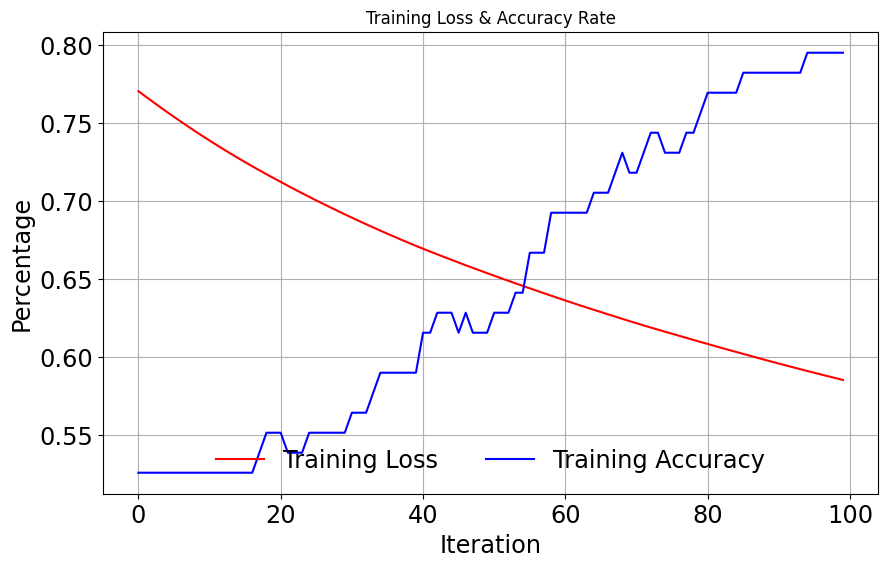 Training Loss & Accuracy Rate
0.80
0.75
0.70
0.65
0.60
0.55
Percentage
Training Loss Training Accuracy
0 20 40 60 80 100
Iteration